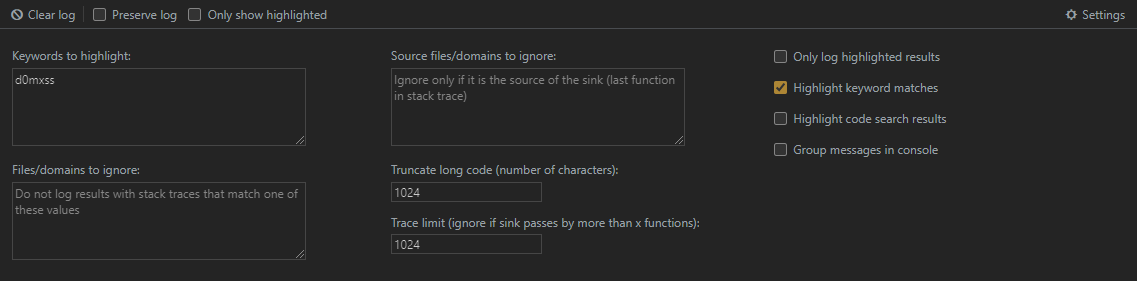 Clear log
Preserve log
Only show highlighted
Settings
Keywords to highlight:
d0mxss
Files/domains to ignore:
Do not log results with stack traces that match one of
these values
Source files/domains to ignore:
Ignore only if it is the source of the sink (last function
in stack trace)
Truncate long code (number of characters):
1024
Trace limit (ignore if sink passes by more than x functions):
1024
Only log highlighted results
Highlight keyword matches
Highlight code search results
Group messages in console